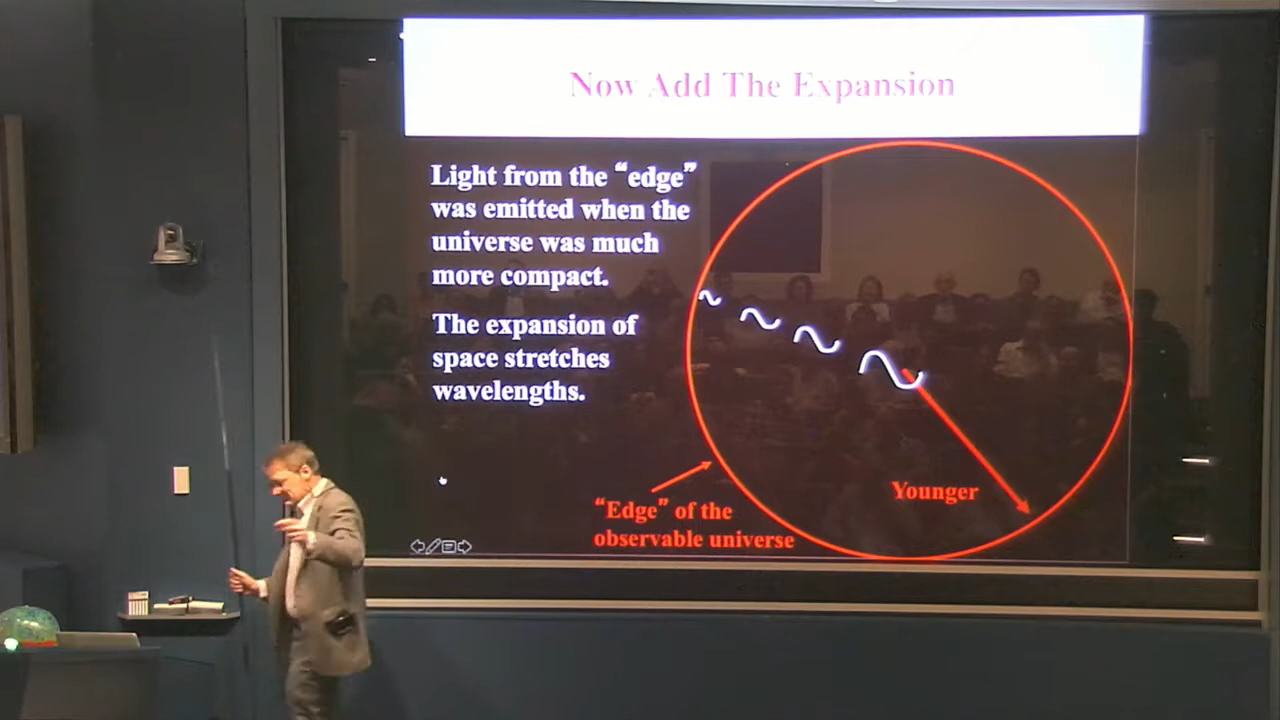 Now Add The Expansion
Light from the “edge”
was emitted when the
universe was much
more compact.
The expansion of
space stretches
wavelengths.
Younger
“Edge” of the
observable universe